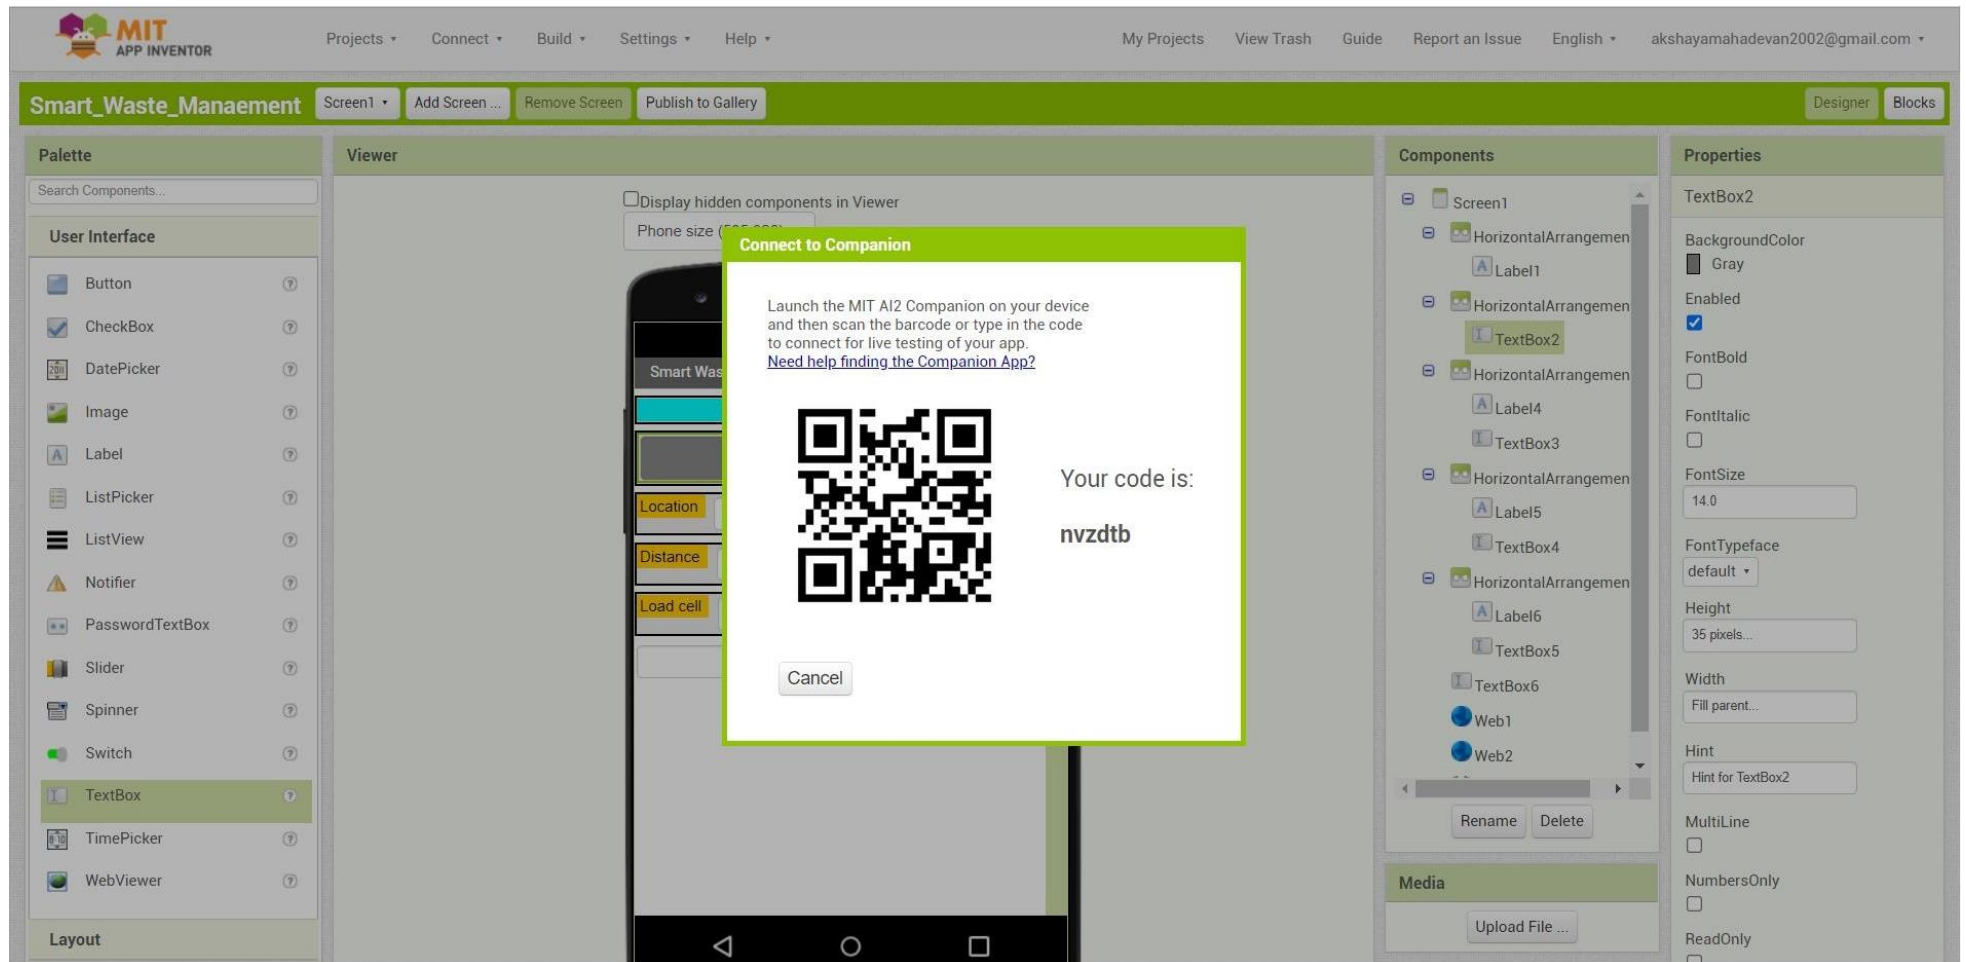 MIT
APP INVENTOR
Projects Connect Build Settings Help My Projects View Trash Guide Report an Issue English akshayamahadevan2002@gmail.com
Smart_Waste_Manaement Screen1 Add Screen ... Remove Screen Publish to Gallery Designer Blocks
Palette
Search Components...
User Interface
Button
CheckBox
DatePicker
Image
Label
ListPicker
ListView
Notifier
PasswordTextBox
Slider
Spinner
Switch
TextBox
TimePicker
WebViewer
Layout
Viewer
Display hidden components in Viewer
Phone size
Smart Was
Location
Distance
Load cell
Connect to Companion
Launch the MIT AI2 Companion on your device
and then scan the barcode or type in the code
to connect for live testing of your app.
Need help finding the Companion App?
Your code is:
nvzdtb
Cancel
Components
Screen1
HorizontalArrangemen
Label1
HorizontalArrangemen
TextBox2
HorizontalArrangemen
Label4
TextBox3
HorizontalArrangemen
Label5
TextBox4
HorizontalArrangemen
Label6
TextBox5
TextBox6
Web1
Web2
Rename Delete
Media
Upload File ...
Properties
TextBox2
BackgroundColor
Gray
Enabled
FontBold
FontItalic
FontSize
14.0
FontTypeface
default
Height
35 pixels...
Width
Fill parent...
Hint
Hint for TextBox2
MultiLine
NumbersOnly
ReadOnly